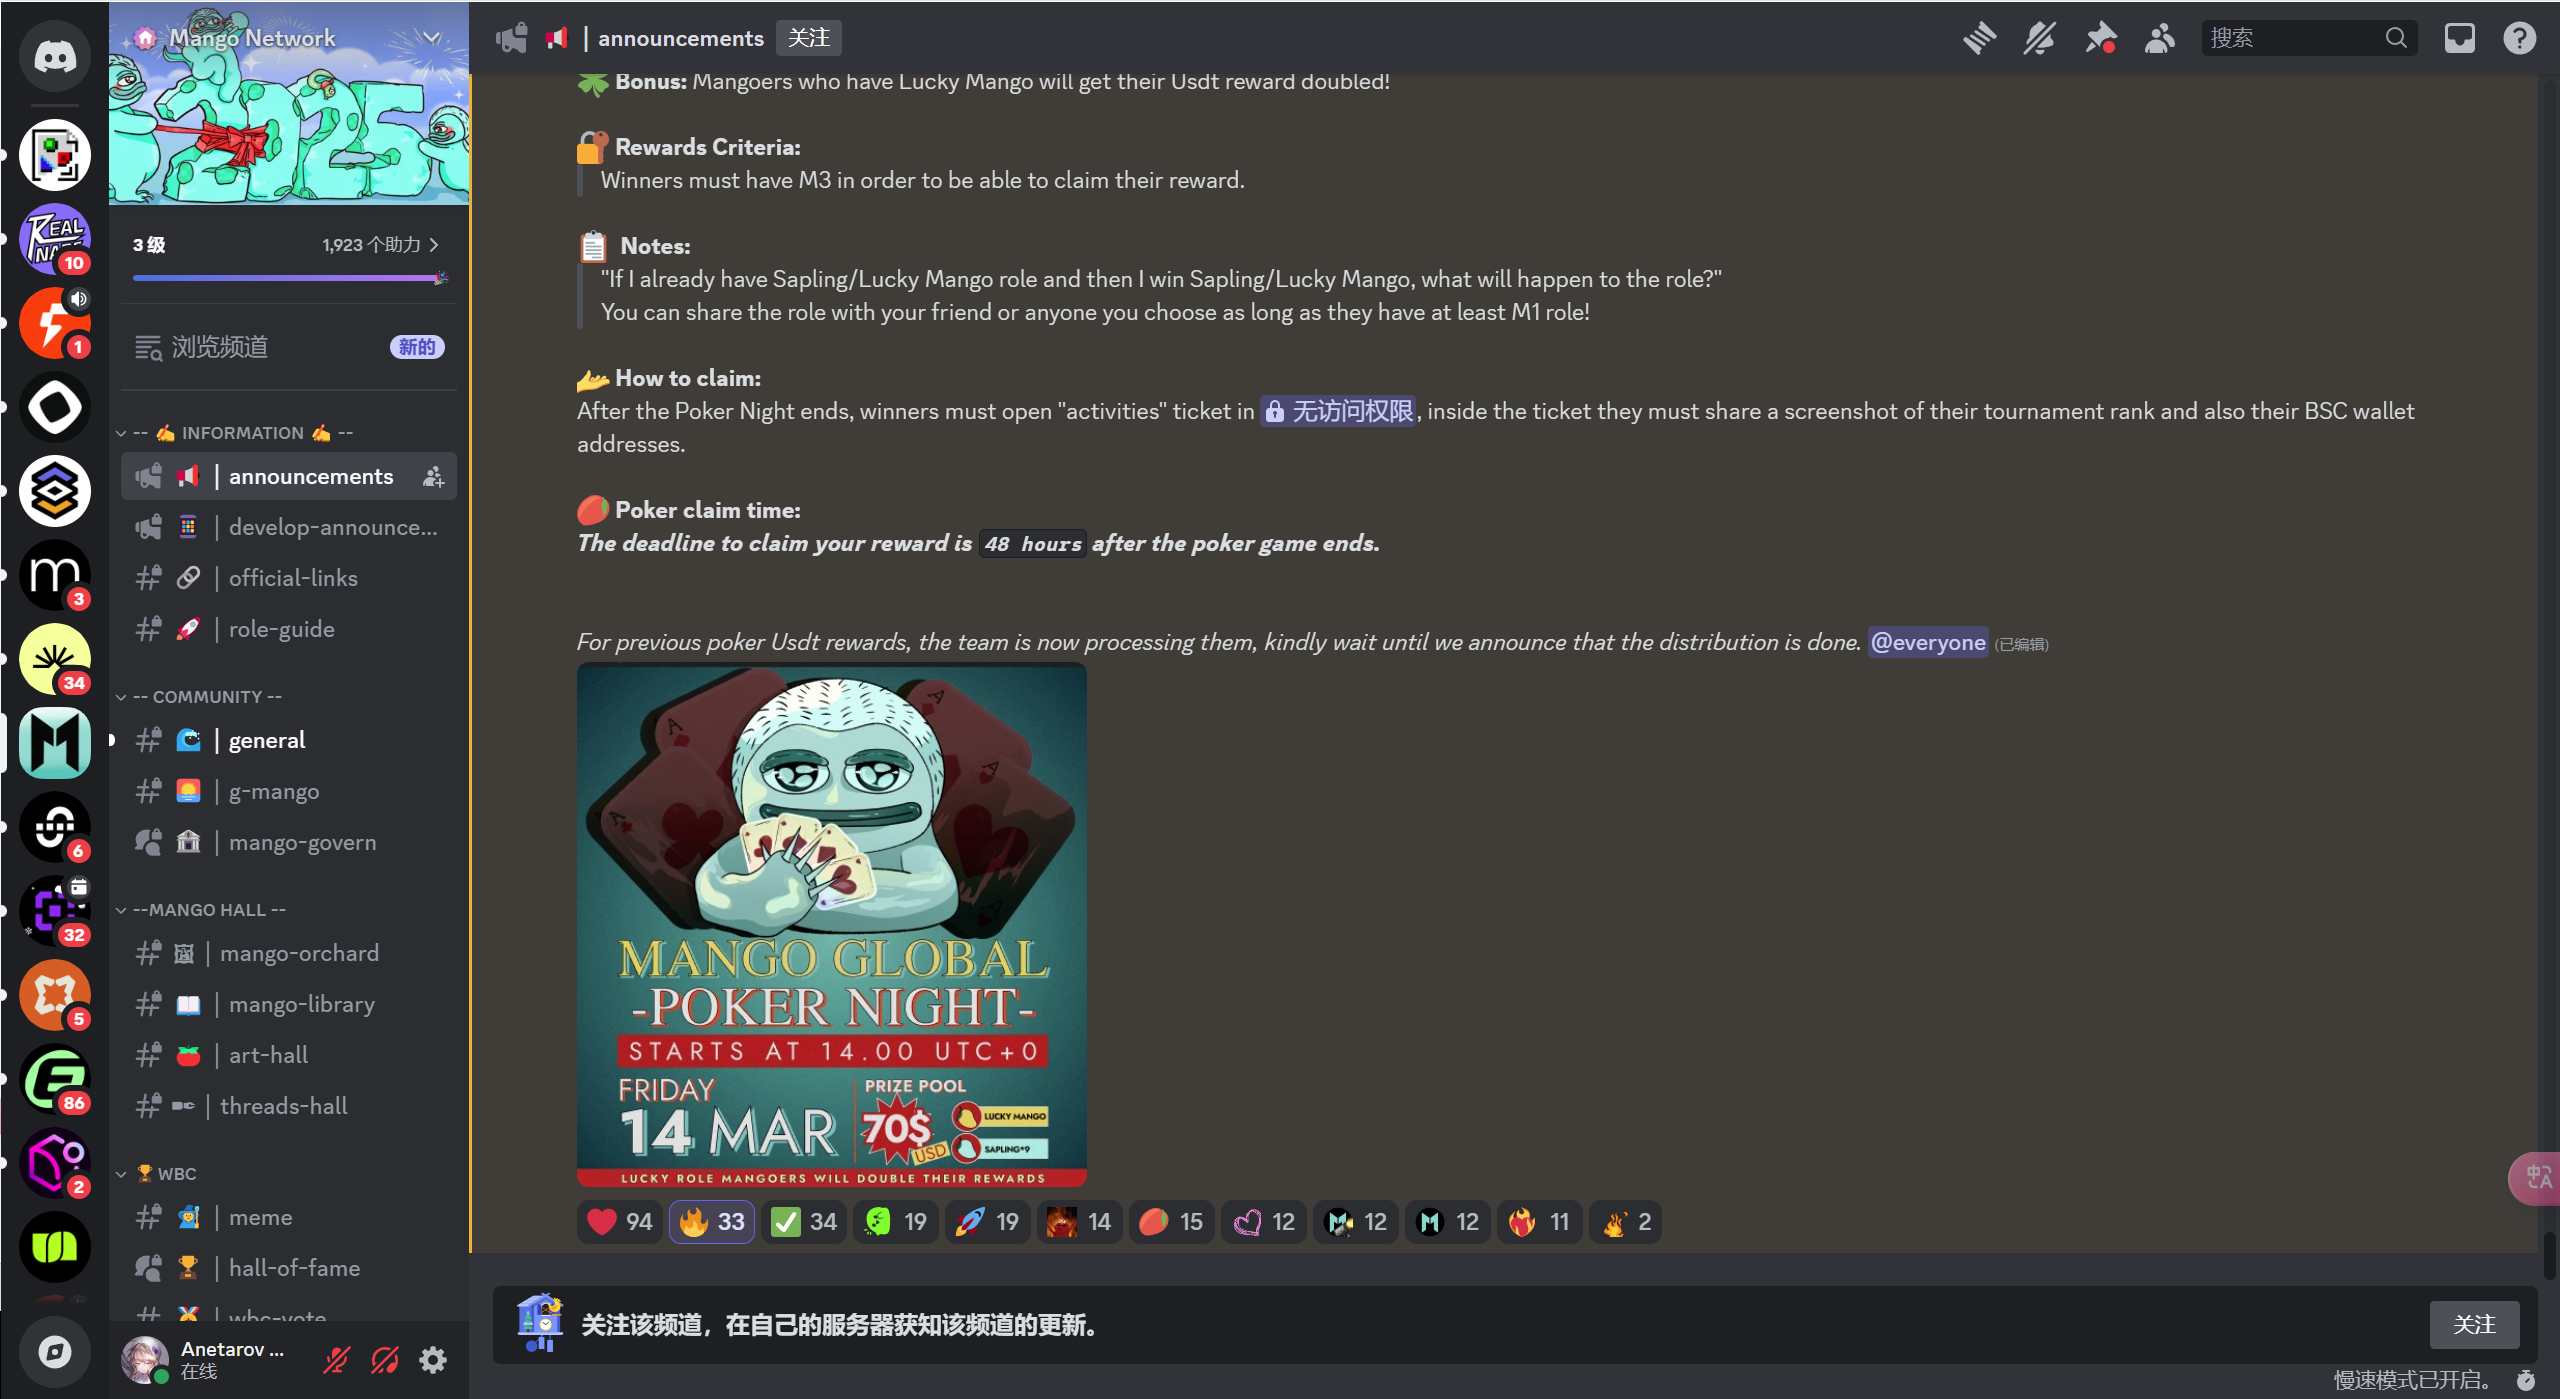 Mango Network
3 级
1,923 个助力
浏览频道
新的
-- ✍️ INFORMATION ✍️ --
| announcements
| develop-announce...
| official-links
| role-guide
-- COMMUNITY --
| general
| g-mango
| mango-govern
--MANGO HALL --
| mango-orchard
| mango-library
| art-hall
| threads-hall
🏆 WBC
| meme
| hall-of-fame
| wbc-vote
Anetarov ...
在线
REAL
10
1
3
34
6
32
5
86
2
| announcements
关注
搜索
🍀 Bonus: Mangoers who have Lucky Mango will get their Usdt reward doubled!
🔐 Rewards Criteria:
Winners must have M3 in order to be able to claim their reward.
📋 Notes:
"If I already have Sapling/Lucky Mango role and then I win Sapling/Lucky Mango, what will happen to the role?"
You can share the role with your friend or anyone you choose as long as they have at least M1 role!
🫴 How to claim:
After the Poker Night ends, winners must open "activities" ticket in 无访问权限, inside the ticket they must share a screenshot of their tournament rank and also their BSC wallet
addresses.
🥭 Poker claim time:
The deadline to claim your reward is 48 hours after the poker game ends.
For previous poker Usdt rewards, the team is now processing them, kindly wait until we announce that the distribution is done. @everyone (已编辑)
MANGO GLOBAL
-POKER NIGHT-
STARTS AT 14.00 UTC+0
FRIDAY
14 MAR
PRIZE POOL
70$
USD
LUCKY MANGO
SAPLING*9
LUCKY ROLE MANGOERS WILL DOUBLE THEIR REWARDS
94 33 34 19 19 14 15 12 12 12 11 2
关注该频道，在自己的服务器获知该频道的更新。
关注
慢速模式已开启。